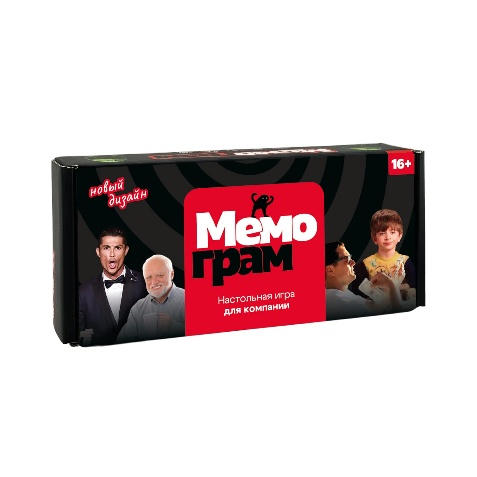 новый
дизайн
16+
Мемо
грам
Настольная игра
для компании